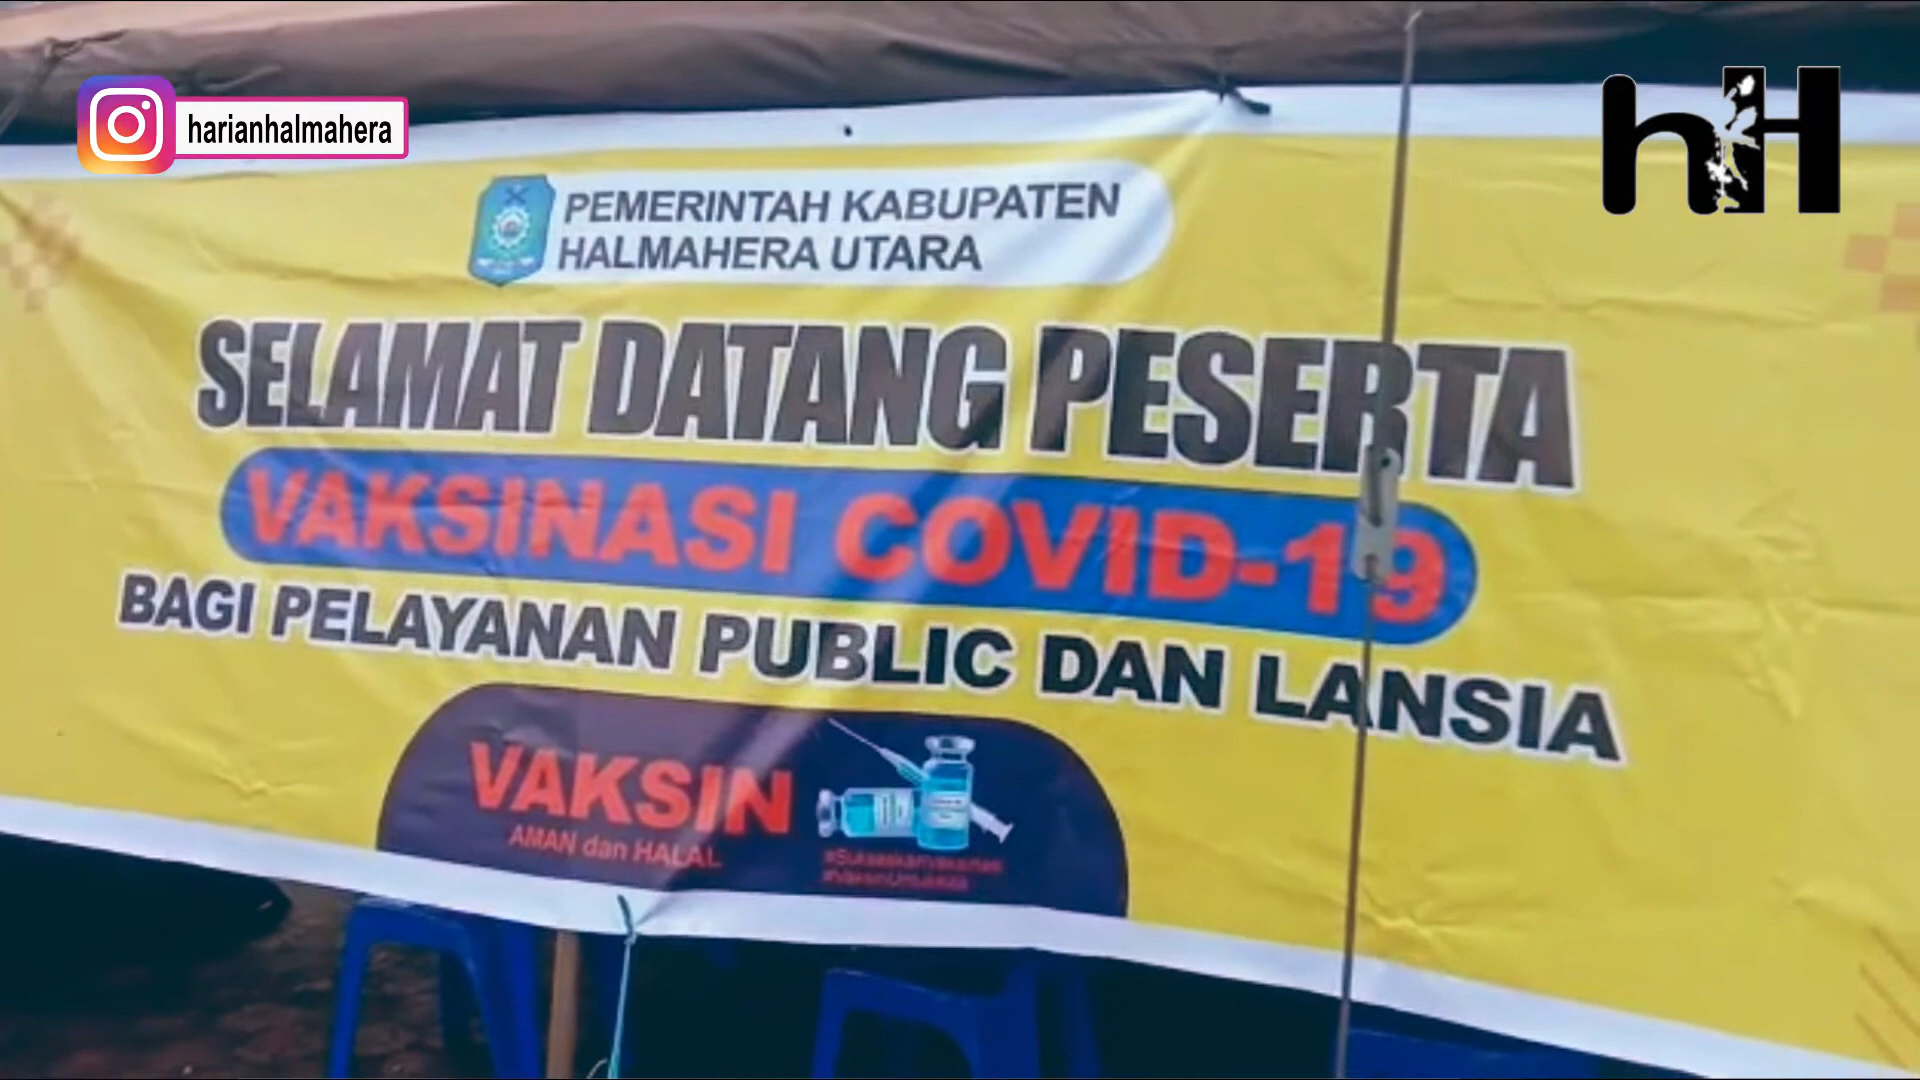 harianhalmahera
hH
PEMERINTAH KABUPATEN
HALMAHERA UTARA
SELAMAT DATANG PESERTA
VAKSINASI COVID-19
BAGI PELAYANAN PUBLIC DAN LANSIA
VAKSIN
AMAN dan HALAL